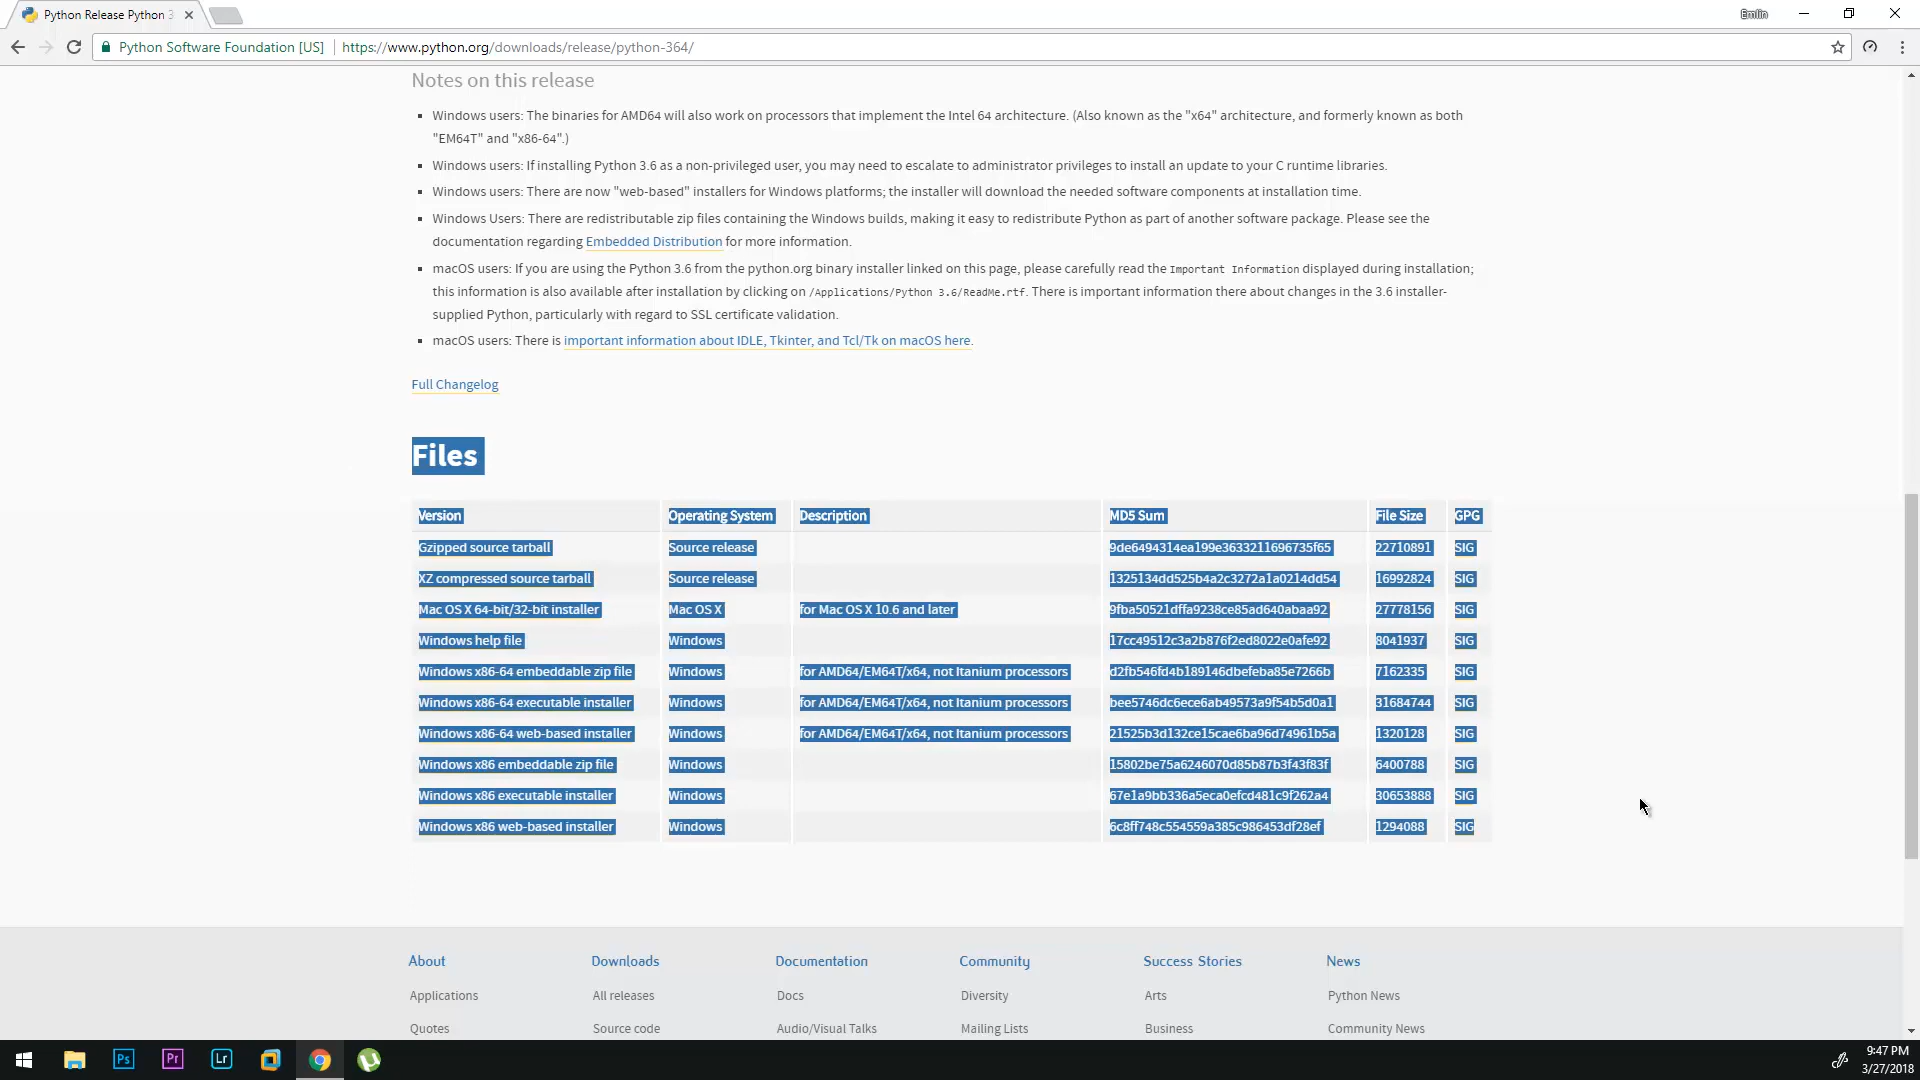 Python Release Python 3
Emlin
Python Software Foundation [US]
https://www.python.org/downloads/release/python-364/
Notes on this release
Windows users: The binaries for AMD64 will also work on processors that implement the Intel 64 architecture. (Also known as the "x64" architecture, and formerly known as both
"EM64T" and "x86-64".)
Windows users: If installing Python 3.6 as a non-privileged user, you may need to escalate to administrator privileges to install an update to your C runtime libraries.
Windows users: There are now "web-based" installers for Windows platforms; the installer will download the needed software components at installation time.
Windows Users: There are redistributable zip files containing the Windows builds, making it easy to redistribute Python as part of another software package. Please see the
documentation regarding Embedded Distribution for more information.
macOS users: If you are using the Python 3.6 from the python.org binary installer linked on this page, please carefully read the Important Information displayed during installation;
this information is also available after installation by clicking on /Applications/Python 3.6/ReadMe.rtf. There is important information there about changes in the 3.6 installer-
supplied Python, particularly with regard to SSL certificate validation.
macOS users: There is important information about IDLE, Tkinter, and Tcl/Tk on macOS here.
Full Changelog
Files
Version Operating System Description MD5 Sum File Size GPG
Gzipped source tarball Source release 9de6494314ea199e3633211696735f65 22710891 SIG
XZ compressed source tarball Source release 1325134dd525b4a2c3272a1a0214dd54 16992824 SIG
Mac OS X 64-bit/32-bit installer Mac OS X for Mac OS X 10.6 and later 9fba50521dffa9238ce85ad640abaa92 27778156 SIG
Windows help file Windows 17cc49512c3a2b876f2ed8022e0afe92 8041937 SIG
Windows x86-64 embeddable zip file Windows for AMD64/EM64T/x64, not Itanium processors d2fb546fd4b189146dbefeba85e7266b 7162335 SIG
Windows x86-64 executable installer Windows for AMD64/EM64T/x64, not Itanium processors bee5746dc6ece6ab49573a9f54b5d0a1 31684744 SIG
Windows x86-64 web-based installer Windows for AMD64/EM64T/x64, not Itanium processors 21525b3d132ce15cae6ba96d74961b5a 1320128 SIG
Windows x86 embeddable zip file Windows 15802be75a6246070d85b87b3f43f83f 6400788 SIG
Windows x86 executable installer Windows 67e1a9bb336a5eca0efcd481c9f262a4 30653888 SIG
Windows x86 web-based installer Windows 6c8ff748c554559a385c986453df28ef 1294088 SIG
About Downloads Documentation Community Success Stories News
Applications All releases Docs Diversity Arts Python News
Quotes Source code Audio/Visual Talks Mailing Lists Business Community News
Ps Pr Lr
9:47 PM
3/27/2018